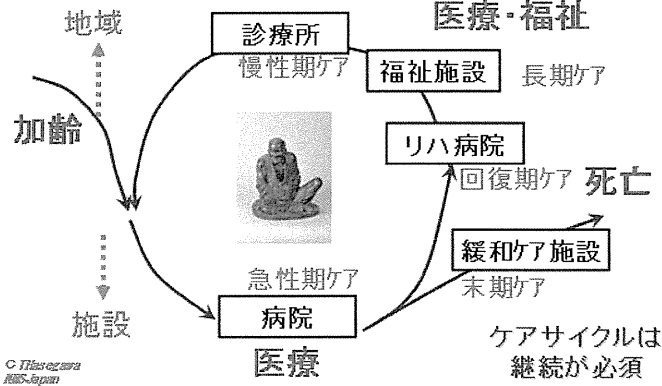 地域
医療・福祉
診療所
慢性期ケア
福祉施設
長期ケア
加齢
リハ病院
回復期ケア
死亡
緩和ケア施設
末期ケア
急性期ケア
病院
医療
施設
ケアサイクルは
継続が必須
© T.Hasegawa